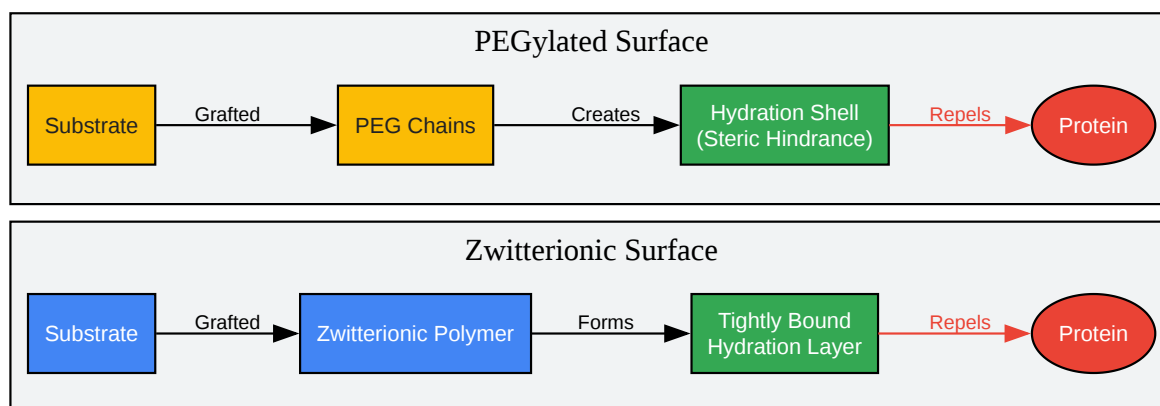 PEGylated Surface
Substrate
Grafted
PEG Chains
Creates
Hydration Shell
(Steric Hindrance)
Repels
Protein
Zwitterionic Surface
Substrate
Grafted
Zwitterionic Polymer
Forms
Tightly Bound
Hydration Layer
Repels
Protein